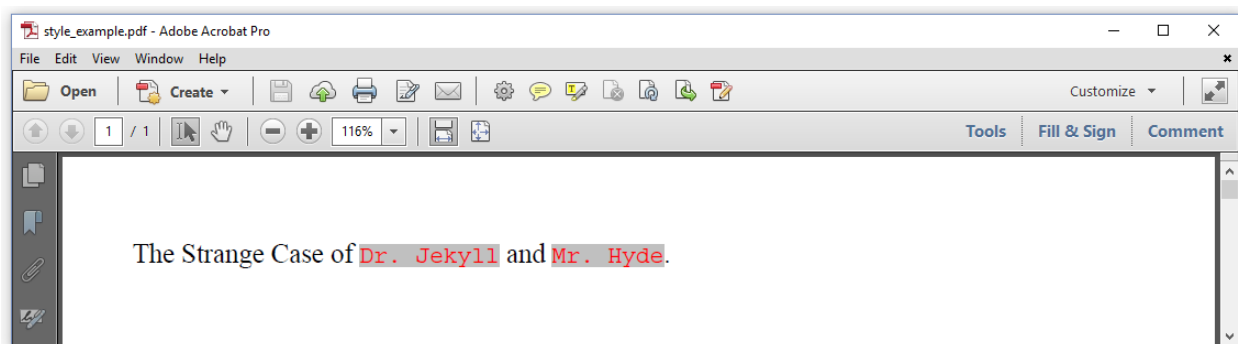 style_example.pdf - Adobe Acrobat Pro
File Edit View Window Help
Open Create Customize
1 / 1 116% Tools Fill & Sign Comment
The Strange Case of Dr. Jekyll and Mr. Hyde.